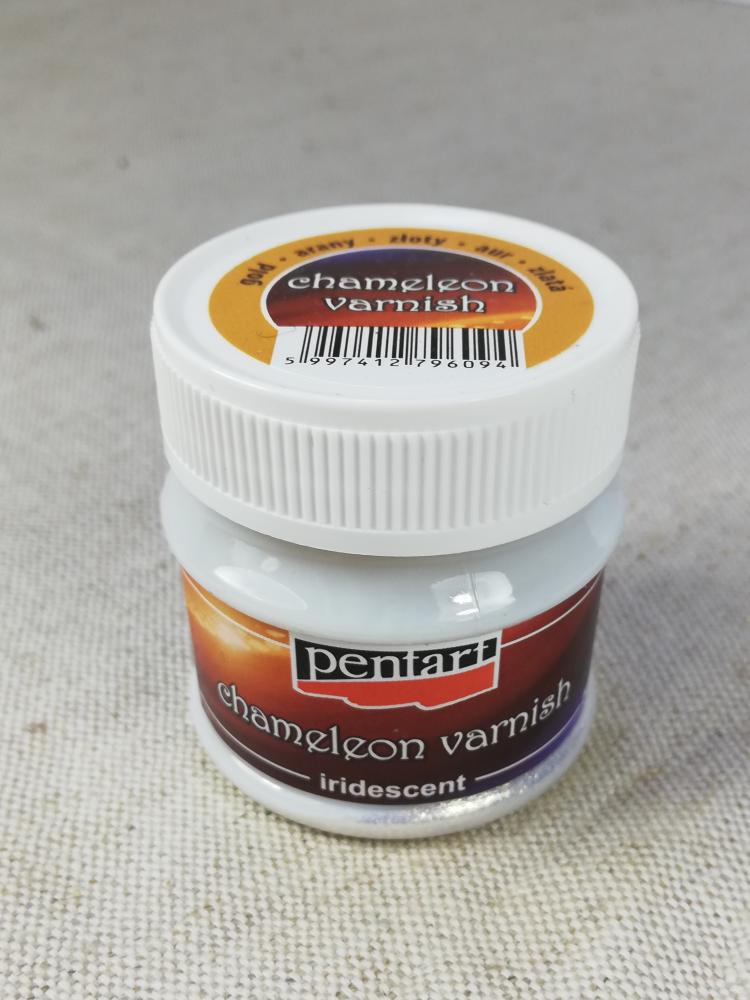 gold • arany • złoty • aur • zlatá
chameleon
varnish
5 997412 796094
pentart
chameleon varnish
iridescent